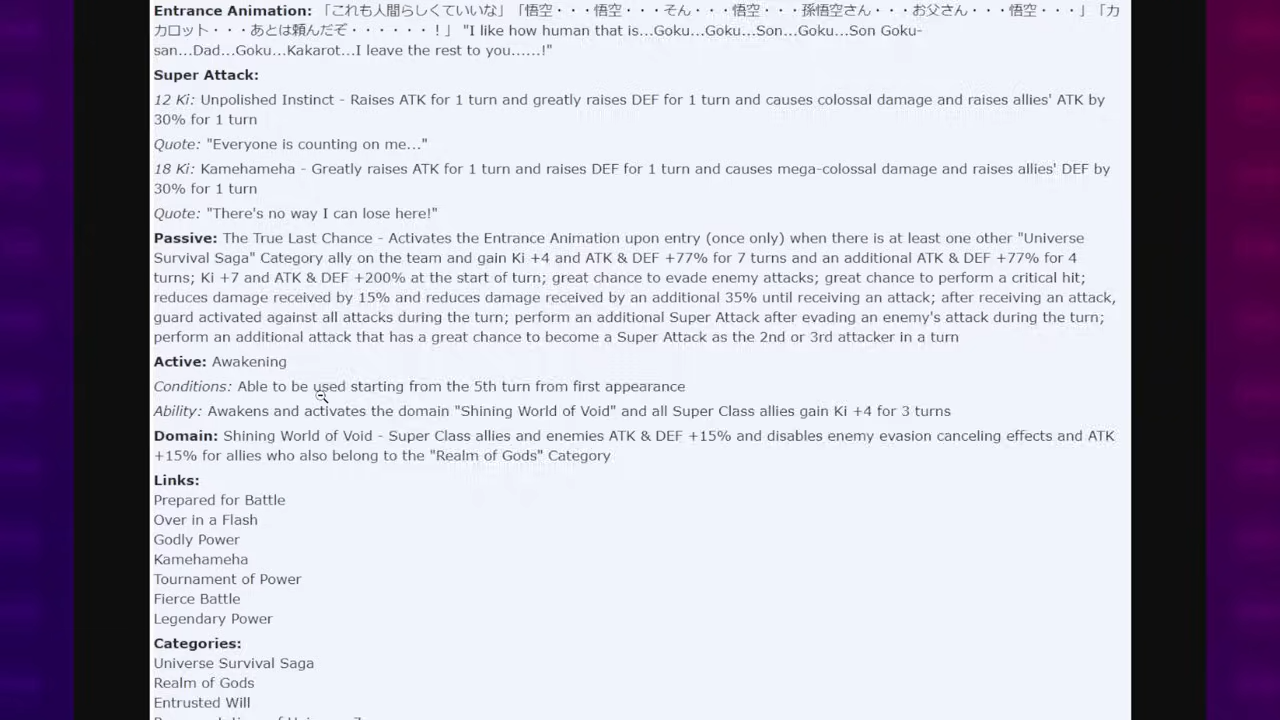 Entrance Animation: 「これも人間らしくていいな」「悟空・・・悟空・・・そん・・・悟空・・・孫悟空さん・・・お父さん・・・悟空・・・」「カ
カロット・・・あとは頼んだぞ・・・・・・！」 "I like how human that is...Goku...Goku...Son...Goku...Son Goku-
san...Dad...Goku...Kakarot...I leave the rest to you......!"
Super Attack:
12 Ki: Unpolished Instinct - Raises ATK for 1 turn and greatly raises DEF for 1 turn and causes colossal damage and raises allies' ATK by
30% for 1 turn
Quote: "Everyone is counting on me..."
18 Ki: Kamehameha - Greatly raises ATK for 1 turn and raises DEF for 1 turn and causes mega-colossal damage and raises allies' DEF by
30% for 1 turn
Quote: "There's no way I can lose here!"
Passive: The True Last Chance - Activates the Entrance Animation upon entry (once only) when there is at least one other "Universe
Survival Saga" Category ally on the team and gain Ki +4 and ATK & DEF +77% for 7 turns and an additional ATK & DEF +77% for 4
turns; Ki +7 and ATK & DEF +200% at the start of turn; great chance to evade enemy attacks; great chance to perform a critical hit;
reduces damage received by 15% and reduces damage received by an additional 35% until receiving an attack; after receiving an attack,
guard activated against all attacks during the turn; perform an additional Super Attack after evading an enemy's attack during the turn;
perform an additional attack that has a great chance to become a Super Attack as the 2nd or 3rd attacker in a turn
Active: Awakening
Conditions: Able to be used starting from the 5th turn from first appearance
Ability: Awakens and activates the domain "Shining World of Void" and all Super Class allies gain Ki +4 for 3 turns
Domain: Shining World of Void - Super Class allies and enemies ATK & DEF +15% and disables enemy evasion canceling effects and ATK
+15% for allies who also belong to the "Realm of Gods" Category
Links:
Prepared for Battle
Over in a Flash
Godly Power
Kamehameha
Tournament of Power
Fierce Battle
Legendary Power
Categories:
Universe Survival Saga
Realm of Gods
Entrusted Will